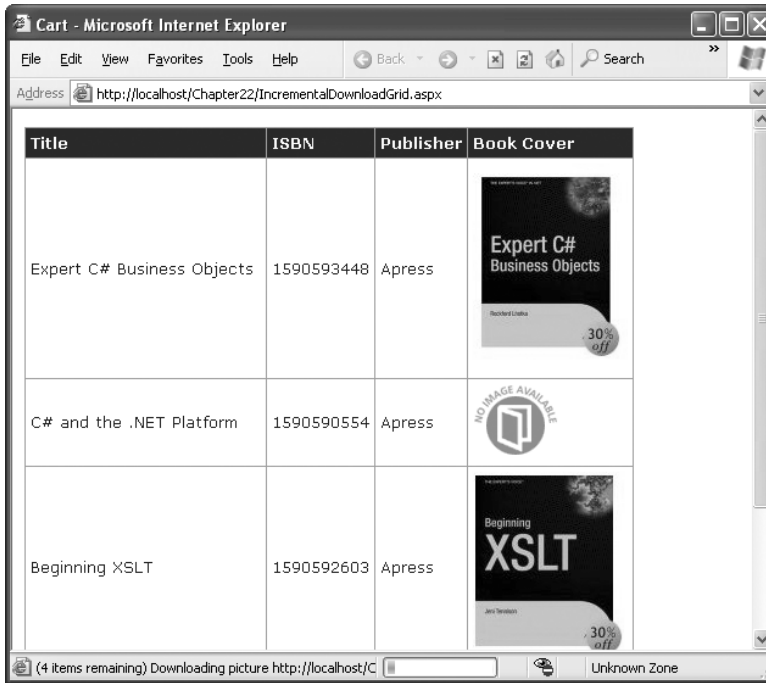 Cart - Microsoft Internet Explorer
File Edit View Favorites Tools Help Back Search »
Address http://localhost/Chapter22/IncrementalDownloadGrid.aspx
Title ISBN Publisher Book Cover
Expert C# Business Objects 1590593448 Apress
Expert C#
Business Objects
30%
off
C# and the .NET Platform 1590590554 Apress
NO IMAGE AVAILABLE
Beginning XSLT 1590592603 Apress
Beginning
XSLT
Jeni Tennison
30%
off
(4 items remaining) Downloading picture http://localhost/C Unknown Zone